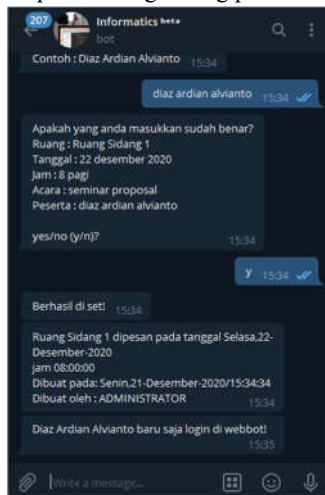 207
Informatics beta
bot
Contoh : Diaz Ardian Alvianto 15:34
diaz ardian alvianto 15:34
Apakah yang anda masukkan sudah benar?
Ruang : Ruang Sidang 1
Tanggal : 22 desember 2020
Jam : 8 pagi
Acara : seminar proposal
Peserta : diaz ardian alvianto
yes/no (y/n)?
15:34
y 15:34
Berhasil di set! 15:34
Ruang Sidang 1 dipesan pada tanggal Selasa,22-
Desember-2020
jam 08:00:00
Dibuat pada: Senin,21-Desember-2020/15:34:34
Dibuat oleh : ADMINISTRATOR
15:34
Diaz Ardian Alvianto baru saja login di webbot!
15:35
Write a message...